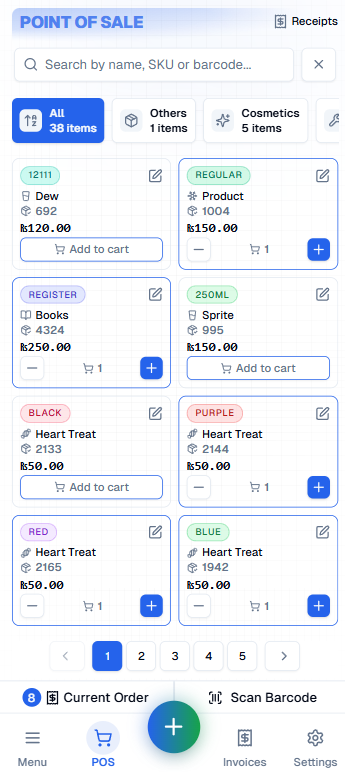 POINT OF SALE
Receipts
Search by name, SKU or barcode...
All
38 items
Others
1 items
Cosmetics
5 items
12111
Dew
692
₨120.00
Add to cart
REGULAR
Product
1004
₨150.00
1
REGISTER
Books
4324
₨250.00
1
250ML
Sprite
995
₨150.00
Add to cart
BLACK
Heart Treat
2133
₨50.00
Add to cart
PURPLE
Heart Treat
2144
₨50.00
1
RED
Heart Treat
2165
₨50.00
1
BLUE
Heart Treat
1942
₨50.00
1
1 2 3 4 5
8 Current Order
Scan Barcode
Menu
POS
Invoices
Settings